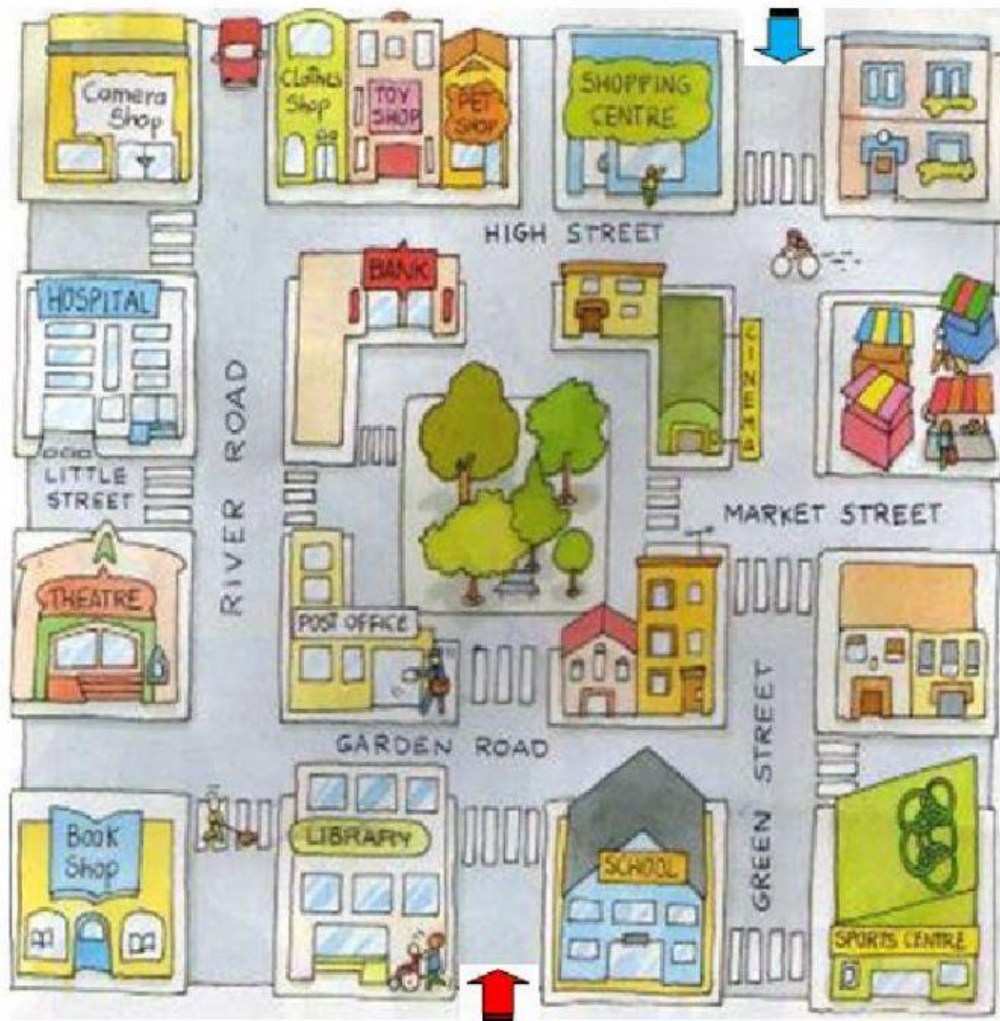 Camera
Shop
Clothes
Shop
TOY
SHOP
PET
SHOP
SHOPPING
CENTRE
HIGH STREET
HOSPITAL
BANK
CINEMA
RIVER ROAD
LITTLE
STREET
MARKET STREET
THEATRE
POST OFFICE
GARDEN ROAD
GREEN STREET
Book
Shop
LIBRARY
SCHOOL
SPORTS CENTRE